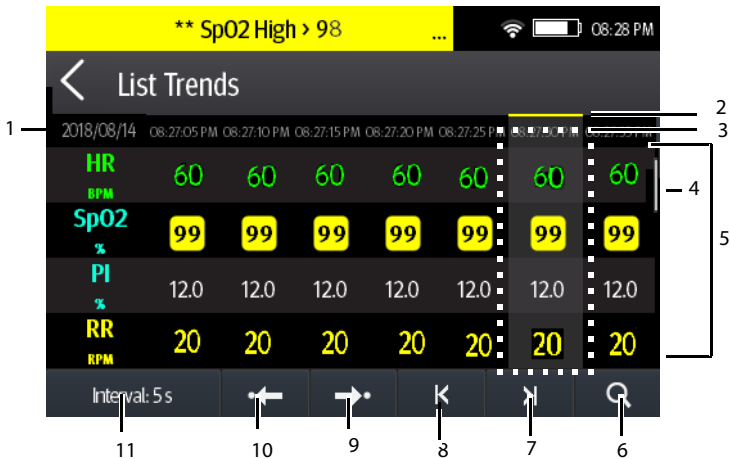 ** SpO2 High > 98 ... 08:28 PM
List Trends
1 2
3
2018/08/14 08:27:05 PM 08:27:10 PM 08:27:15 PM 08:27:20 PM 08:27:25 PM
HR BPM 60 60 60 60 60 60 60
4
SpO2 % 99 99 99 99 99 99 99
5
PI % 12.0 12.0 12.0 12.0 12.0 12.0 12.0
RR RPM 20 20 20 20 20 20 20
Interval: 5 s
11 10 9 8 7 6